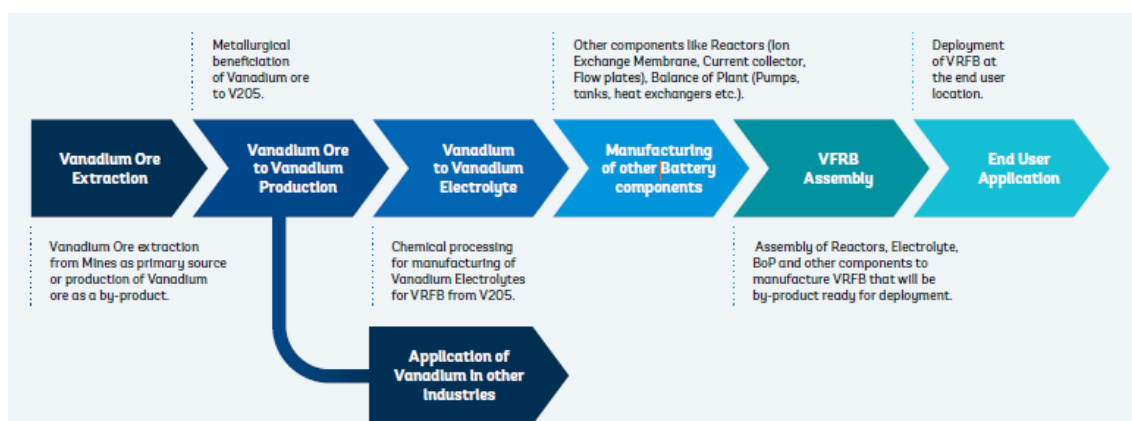 Metallurgical
beneficiation
of Vanadium ore
to V205.
Other components like Reactors (Ion
Exchange Membrane, Current collector,
Flow plates), Balance of Plant (Pumps,
tanks, heat exchangers etc.).
Deployment
of VRFB at
the end user
location.
Vanadium Ore
Extraction
Vanadium Ore
to Vanadium
Production
Vanadium
to Vanadium
Electrolyte
Manufacturing
of other Battery
components
VFRB
Assembly
End User
Application
Vanadium Ore extraction
from Mines as primary source
or production of Vanadium
ore as a by-product.
Chemical processing
for manufacturing of
Vanadium Electrolytes
for VRFB from V205.
Assembly of Reactors, Electrolyte,
BoP and other components to
manufacture VRFB that will be
by-product ready for deployment.
Application of
Vanadium in other
industries